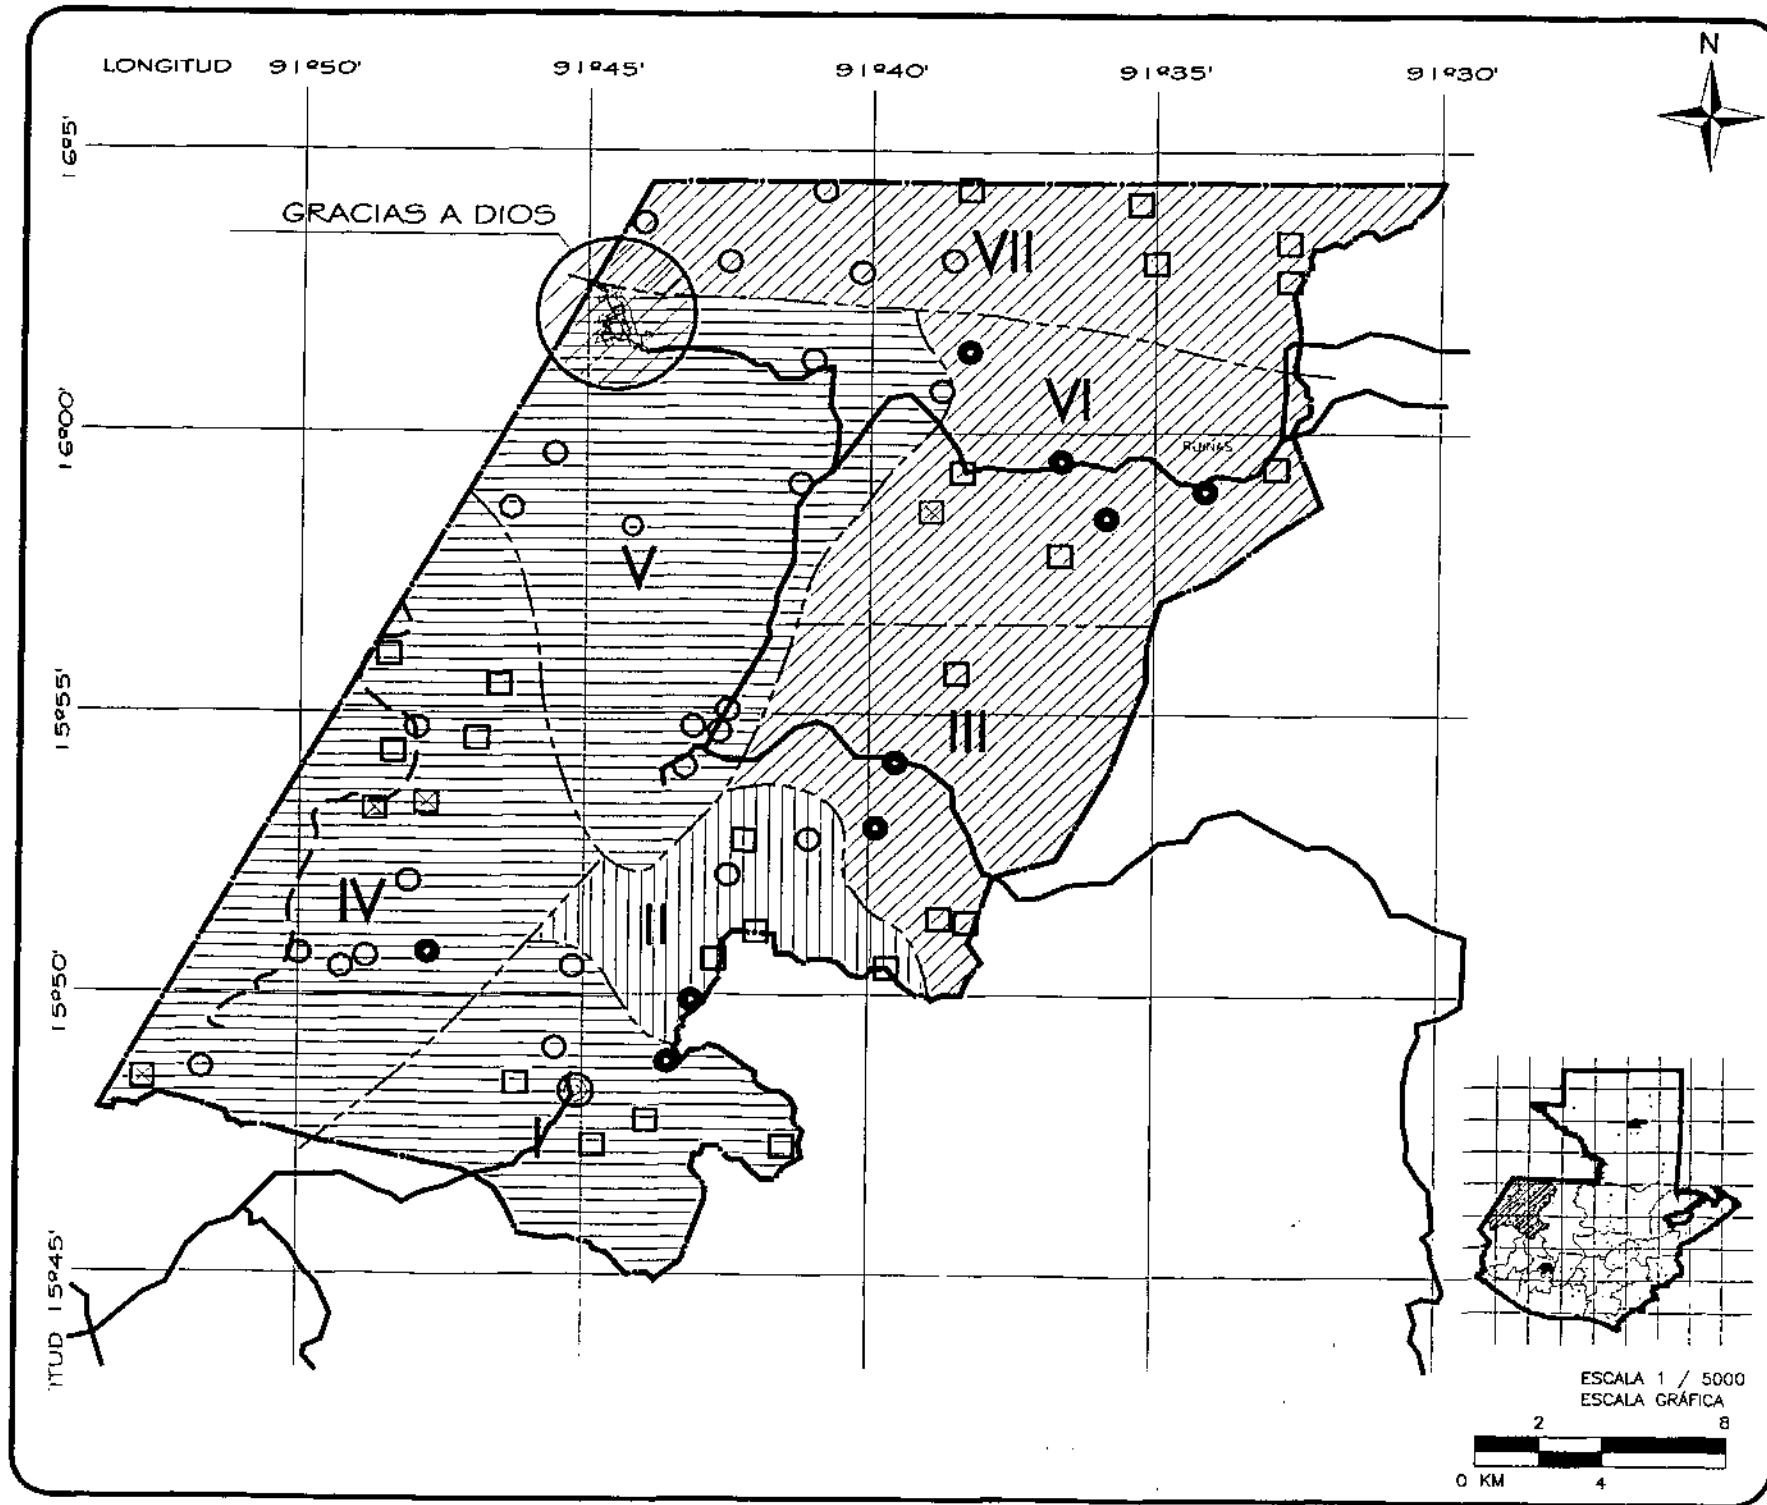 N
LONGITUD 91º50' 91º45' 91º40' 91º35' 91º30'
16º5'
GRACIAS A DIOS
VII
VI
16º00'
RUINAS
V
15º55'
III
IV
II
15º50'
I
ITUD 15º45'
ESCALA 1 / 5000
ESCALA GRÁFICA
2 8
0 KM 4